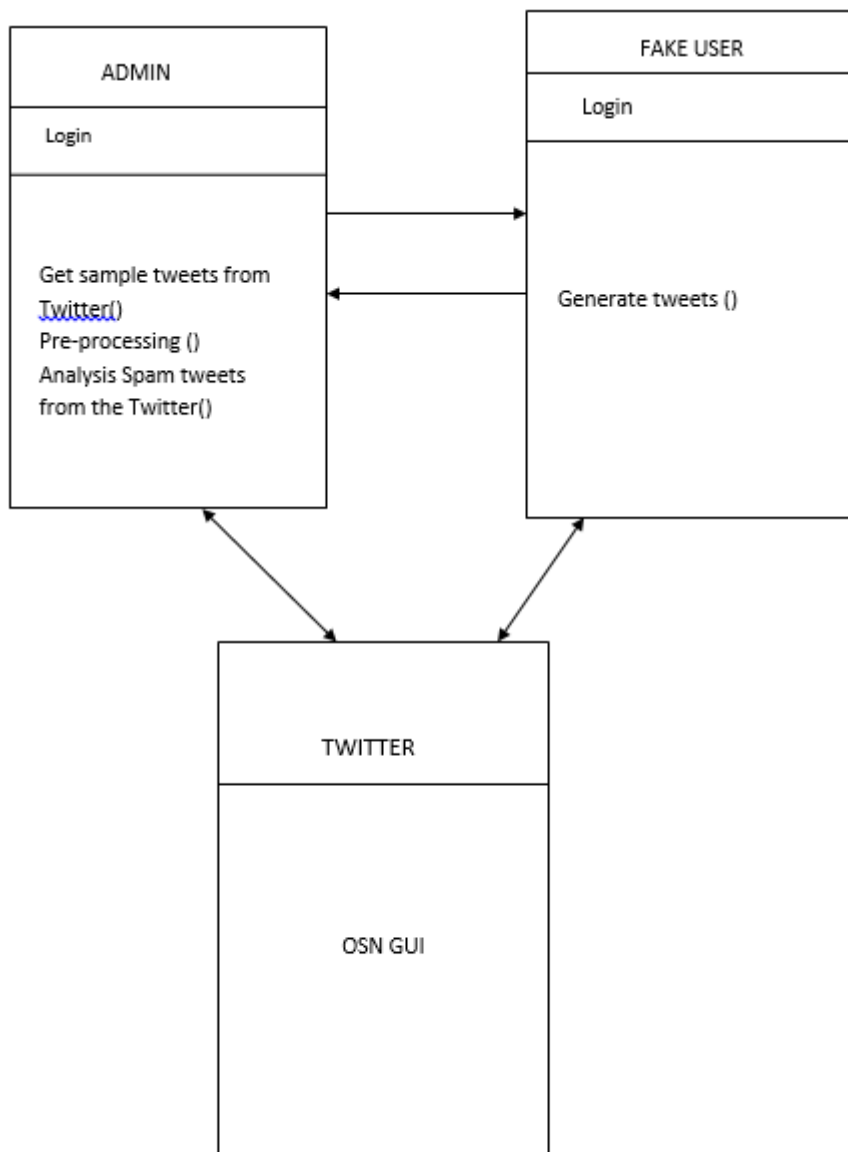 ADMIN
Login
Get sample tweets from
Twitter()
Pre-processing ()
Analysis Spam tweets
from the Twitter()
FAKE USER
Login
Generate tweets ()
TWITTER
OSN GUI